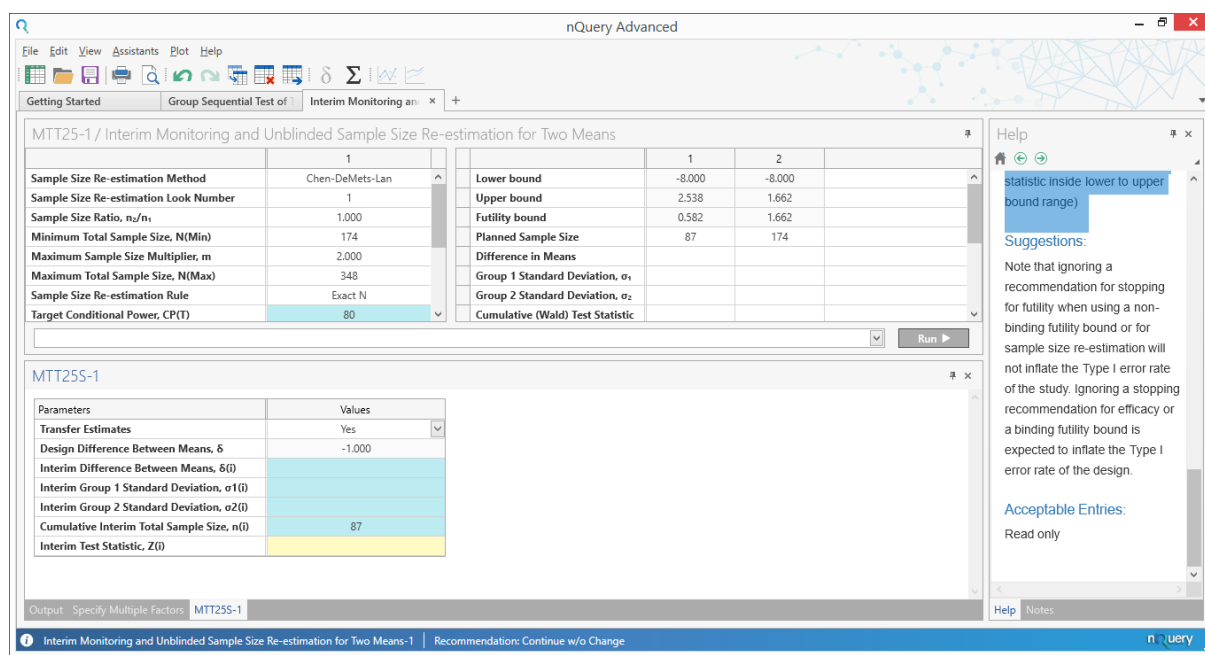 nQuery Advanced
File Edit View Assistants Plot Help
δ Σ
Getting Started Group Sequential Test of Interim Monitoring an × +
MTT25-1 / Interim Monitoring and Unblinded Sample Size Re-estimation for Two Means
1
Sample Size Re-estimation Method Chen-DeMets-Lan
Sample Size Re-estimation Look Number 1
Sample Size Ratio, n₂/n₁ 1.000
Minimum Total Sample Size, N(Min) 174
Maximum Sample Size Multiplier, m 2.000
Maximum Total Sample Size, N(Max) 348
Sample Size Re-estimation Rule Exact N
Target Conditional Power, CP(T) 80
1 2
Lower bound -8.000 -8.000
Upper bound 2.538 1.662
Futility bound 0.582 1.662
Planned Sample Size 87 174
Difference in Means
Group 1 Standard Deviation, σ₁
Group 2 Standard Deviation, σ₂
Cumulative (Wald) Test Statistic
Run
MTT25S-1
Parameters Values
Transfer Estimates Yes
Design Difference Between Means, δ -1.000
Interim Difference Between Means, δ(i)
Interim Group 1 Standard Deviation, σ1(i)
Interim Group 2 Standard Deviation, σ2(i)
Cumulative Interim Total Sample Size, n(i) 87
Interim Test Statistic, Z(i)
Output Specify Multiple Factors MTT25S-1
Help
statistic inside lower to upper
bound range)
Suggestions:
Note that ignoring a
recommendation for stopping
for futility when using a non-
binding futility bound or for
sample size re-estimation will
not inflate the Type I error rate
of the study. Ignoring a stopping
recommendation for efficacy or
a binding futility bound is
expected to inflate the Type I
error rate of the design.
Acceptable Entries:
Read only
Help Notes
Interim Monitoring and Unblinded Sample Size Re-estimation for Two Means-1 Recommendation: Continue w/o Change
nQuery